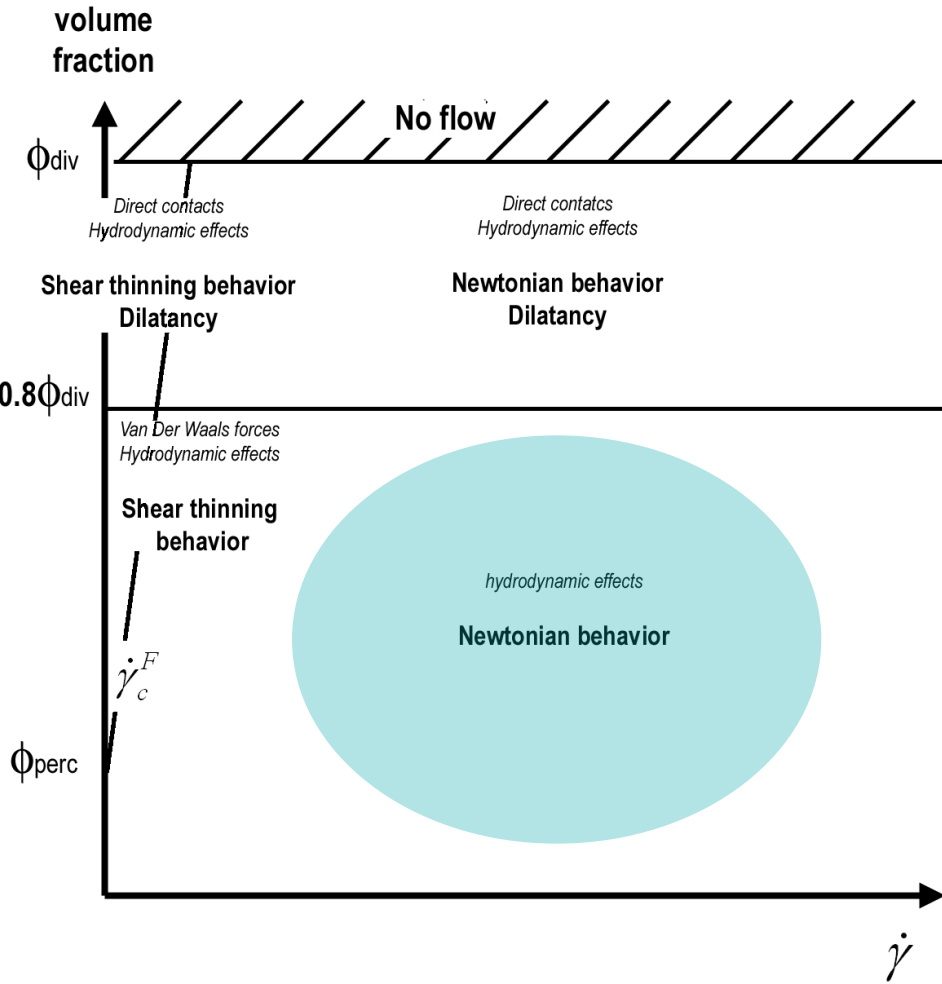 volume
fraction
No flow
ϕdiv
Direct contacts
Hydrodynamic effects
Direct contatcs
Hydrodynamic effects
Shear thinning behavior
Dilatancy
Newtonian behavior
Dilatancy
0.8ϕdiv
Van Der Waals forces
Hydrodynamic effects
Shear thinning
behavior
hydrodynamic effects
Newtonian behavior
γ̇cF
ϕperc
γ̇